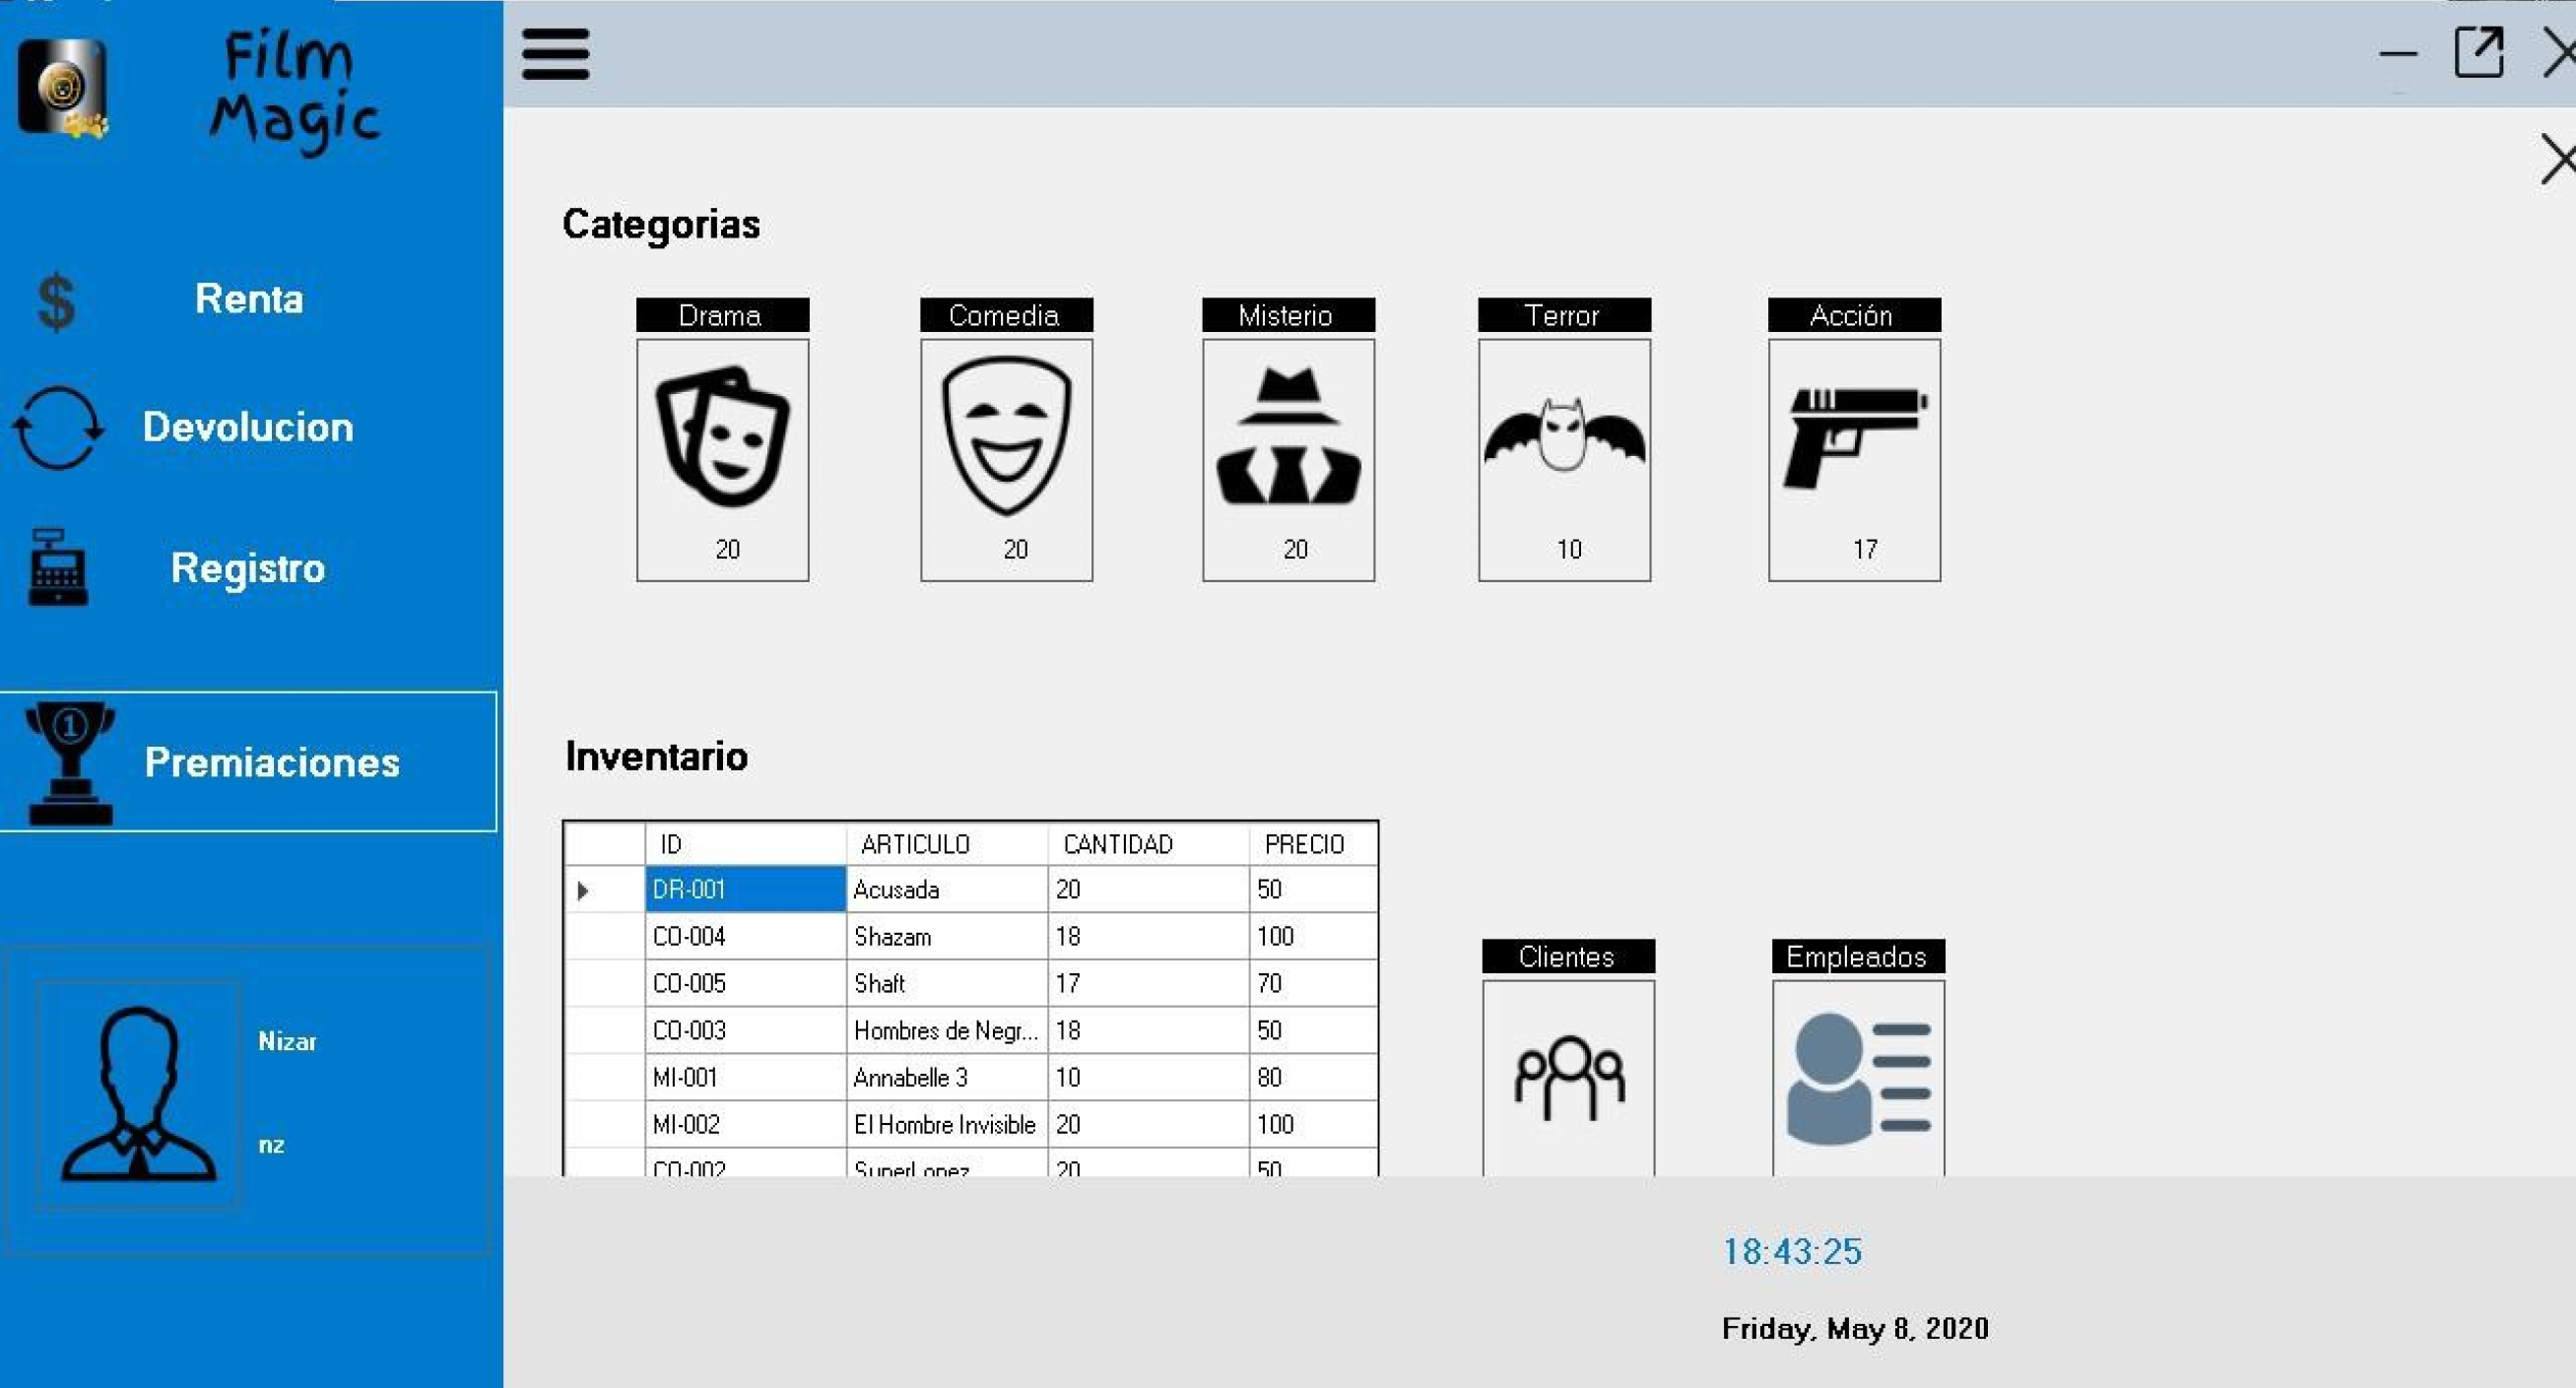 Film
Magic
$ Renta
Devolucion
Registro
1
Premiaciones
Nizar
nz
Categorias
Drama Comedia Misterio Terror Acción
20 20 20 10 17
Inventario
ID ARTICULO CANTIDAD PRECIO
DR-001 Acusada 20 50
CO-004 Shazam 18 100
CO-005 Shaft 17 70
CO-003 Hombres de Negr... 18 50
MI-001 Annabelle 3 10 80
MI-002 El Hombre Invisible 20 100
CO-002 SuperLopez 20 50
Clientes Empleados
18:43:25
Friday, May 8, 2020